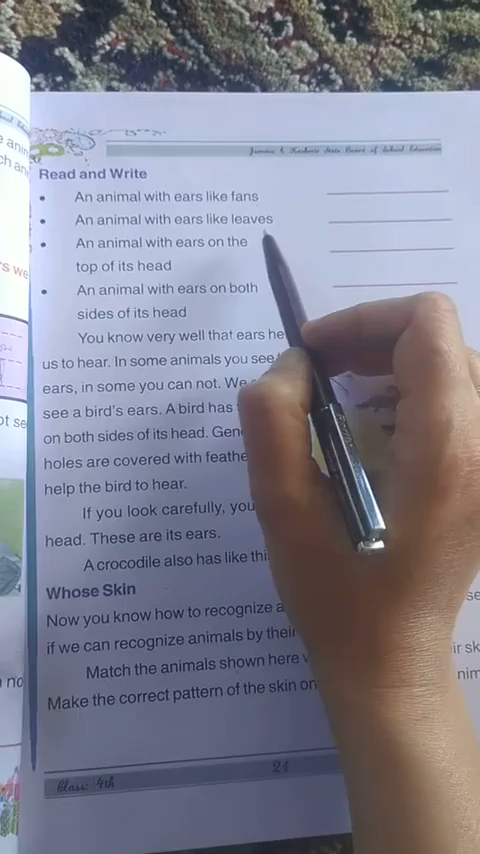 Jammu & Kashmir State Board of School Education
Read and Write
• An animal with ears like fans
• An animal with ears like leaves
• An animal with ears on the
top of its head
• An animal with ears on both
sides of its head
You know very well that ears he
us to hear. In some animals you see
ears, in some you can not. We
see a bird's ears. A bird has
on both sides of its head. Gen
holes are covered with feathe
help the bird to hear.
If you look carefully, you
head. These are its ears.
A crocodile also has like thi
Whose Skin
Now you know how to recognize a
if we can recognize animals by their
Match the animals shown here
Make the correct pattern of the skin on
Class: 4th
21